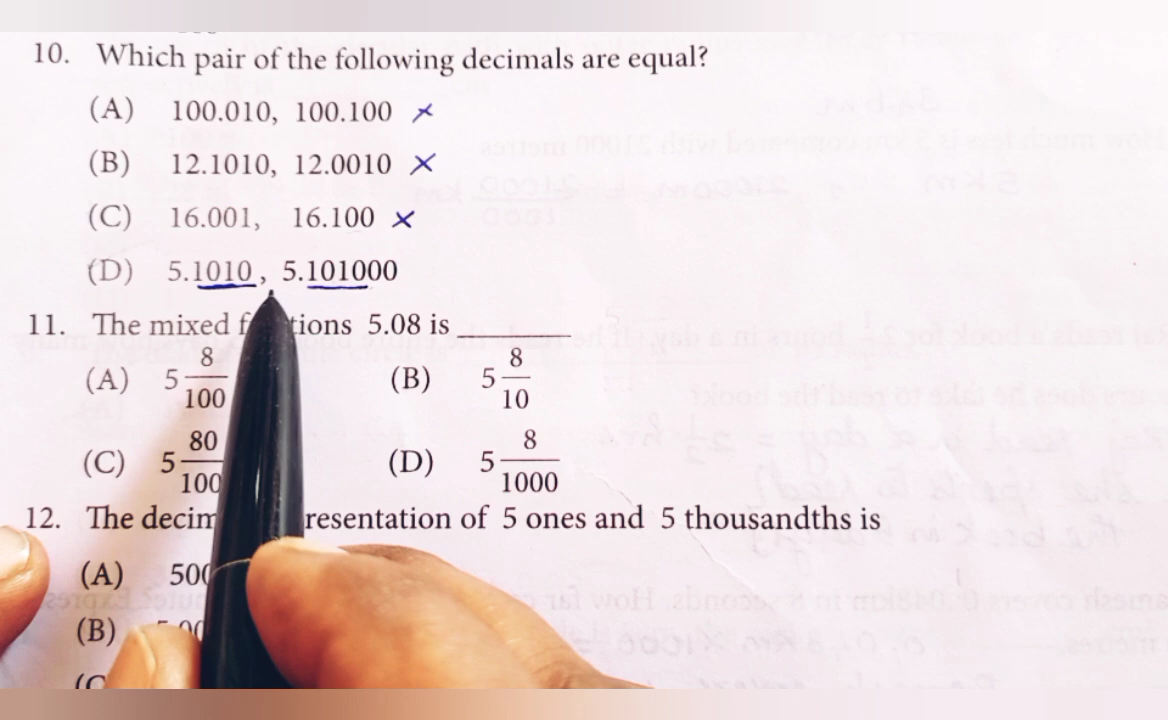 10. Which pair of the following decimals are equal?
(A) 100.010, 100.100 ×
(B) 12.1010, 12.0010 ×
(C) 16.001, 16.100 ×
(D) 5.1010, 5.101000
11. The mixed 5.08 is ________
(A) 5 8/100 (B) 5 8/10
(C) 5 80/100 (D) 5 8/1000
12. The resentation of 5 ones and 5 thousandths is
(A)
(B)